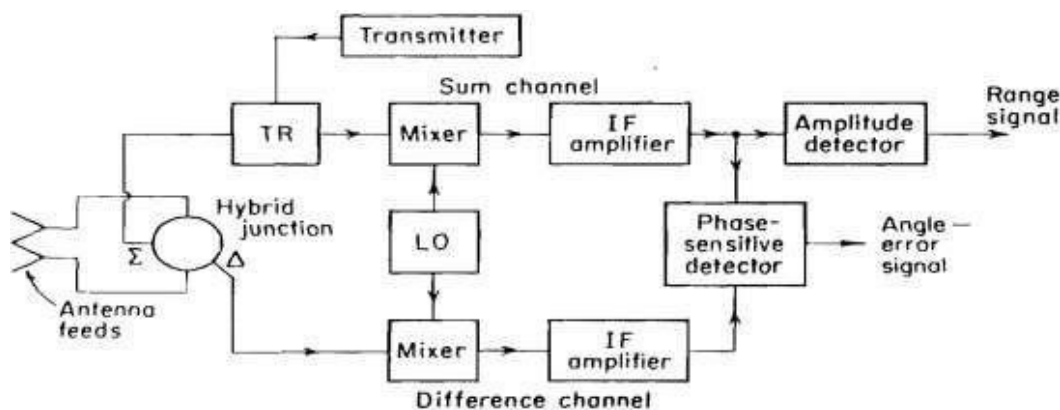 Transmitter
Sum channel
TR
Mixer
IF
amplifier
Amplitude
detector
Range
signal
Hybrid
junction
Σ
Δ
LO
Phase-
sensitive
detector
Angle—
error
signal
Antenna
feeds
Mixer
IF
amplifier
Difference channel